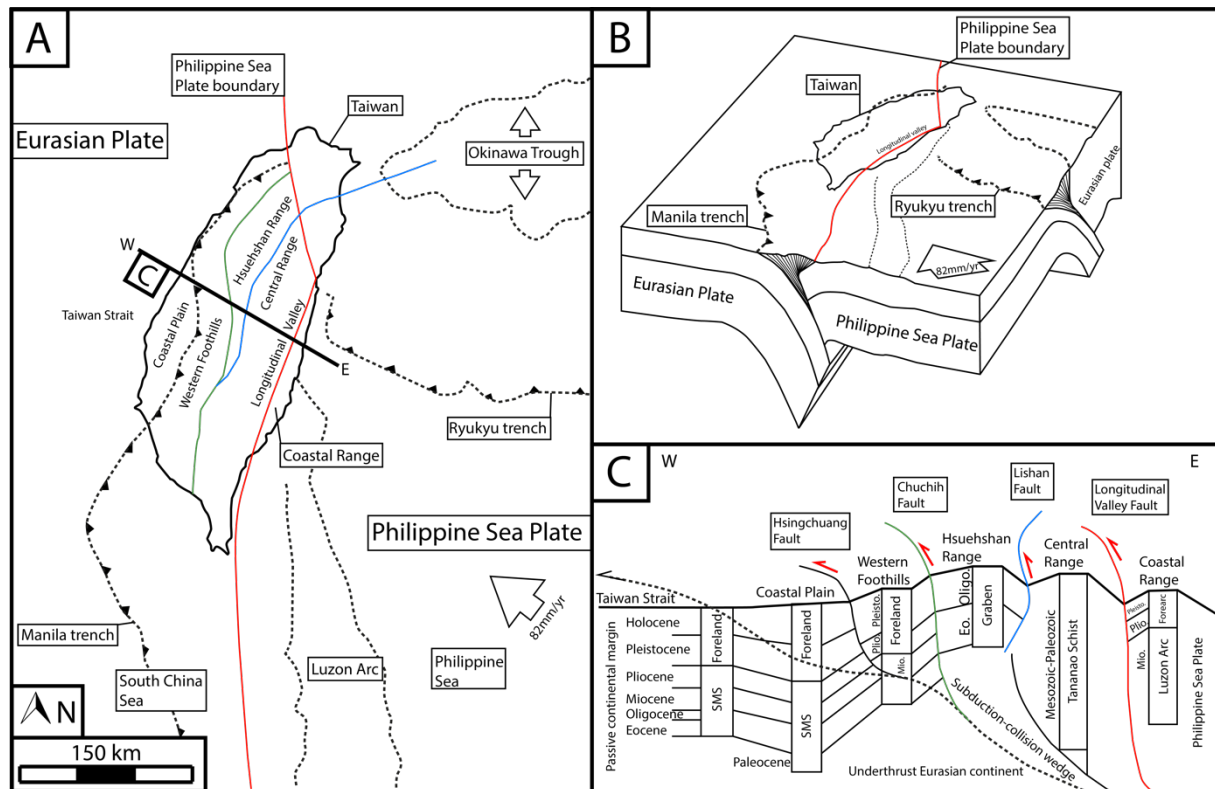 A
Philippine Sea
Plate boundary
Taiwan
Eurasian Plate
Okinawa Trough
W
C
Hsuehshan Range
Central Range
Taiwan Strait
Coastal Plain
Western Foothills
Longitudinal
Valley
E
Ryukyu trench
Coastal Range
Philippine Sea Plate
82mm/yr
Manila trench
Luzon Arc
Philippine
Sea
South China
Sea
N
150 km
B
Philippine Sea
Plate boundary
Taiwan
Longitudinal valley
Manila trench
Ryukyu trench
Eurasian plate
82mm/yr
Eurasian Plate
Philippine Sea Plate
C
W
E
Hsingchuang
Fault
Chuchih
Fault
Lishan
Fault
Longitudinal
Valley Fault
Western
Foothills
Hsuehshan
Range
Central
Range
Coastal
Range
Coastal Plain
Taiwan Strait
Passive continental margin
Holocene
Pleistocene
Pliocene
Miocene
Oligocene
Eocene
Paleocene
Foreland
SMS
Foreland
SMS
Pleisto.
Plio.
Mio.
Foreland
Oligo.
Eo.
Graben
Mesozoic-Paleozoic
Tananao Schist
Pleisto.
Plio.
Mio.
Forearc
Luzon Arc
Philippine Sea Plate
Subduction-collision wedge
Underthrust Eurasian continent